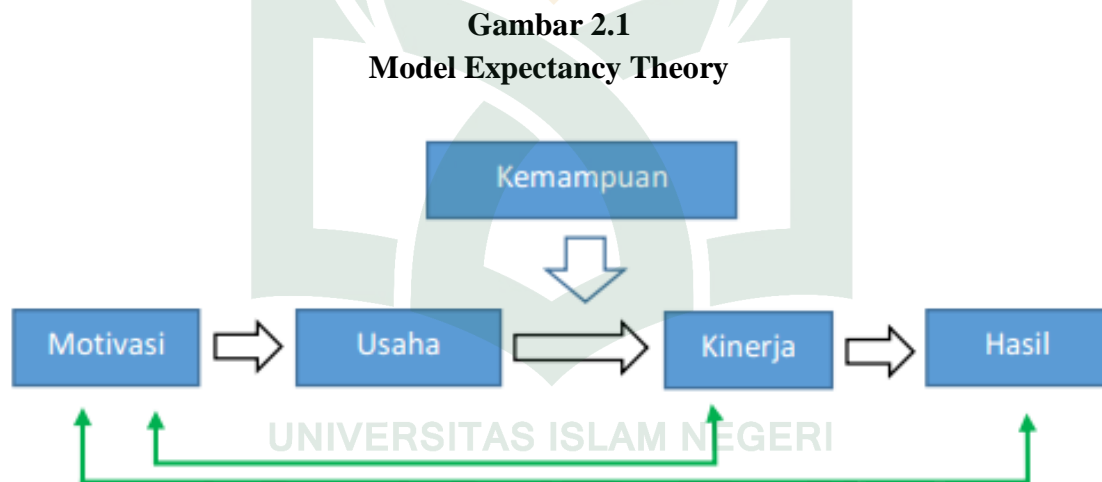 Gambar 2.1
Model Expectancy Theory
Kemampuan
Motivasi
Usaha
Kinerja
Hasil
UNIVERSITAS ISLAM NEGERI